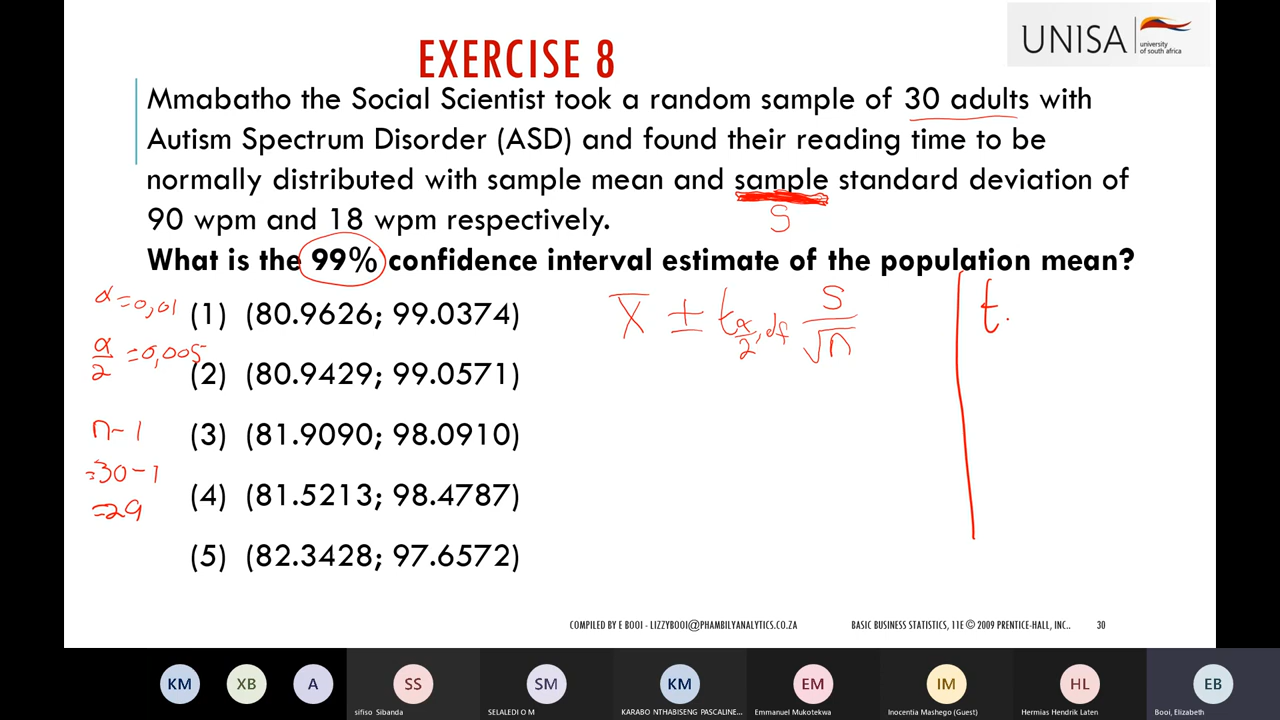 UNISA
university
of south africa
EXERCISE 8
Mmabatho the Social Scientist took a random sample of 30 adults with
Autism Spectrum Disorder (ASD) and found their reading time to be
normally distributed with sample mean and sample standard deviation of
90 wpm and 18 wpm respectively.
S
What is the 99% confidence interval estimate of the population mean?
α = 0,01
α/2 = 0,005
n - 1
= 30 - 1
= 29
(1) (80.9626; 99.0374)
(2) (80.9429; 99.0571)
(3) (81.9090; 98.0910)
(4) (81.5213; 98.4787)
(5) (82.3428; 97.6572)
X̄ ± t α/2, df S/√n
t.
COMPILED BY E BOOI - LIZZYBOOI@PHAMBILYANALYTICS.CO.ZA
BASIC BUSINESS STATISTICS, 11E © 2009 PRENTICE-HALL, INC..
30
KM
XB
A
SS
sifiso Sibanda
SM
SELALEDI O M
KM
KARABO NTHABISENG PASCALINE...
EM
Emmanuel Mukotekwa
IM
Inocentia Mashego (Guest)
HL
Hermias Hendrik Laten
EB
Booi, Elizabeth